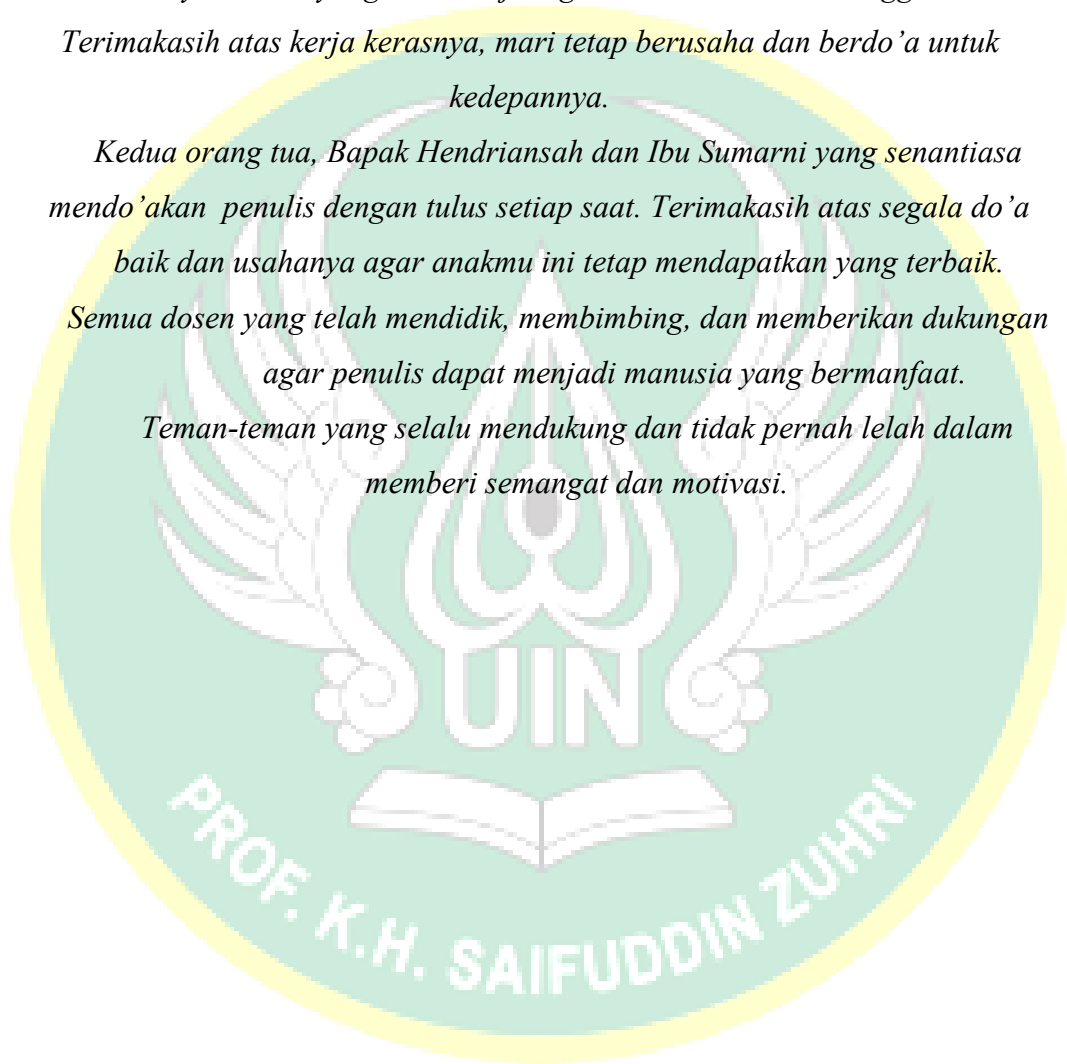 Terimakasih atas kerja kerasnya, mari tetap berusaha dan berdo’a untuk
kedepannya.
Kedua orang tua, Bapak Hendriansah dan Ibu Sumarni yang senantiasa
mendo’akan penulis dengan tulus setiap saat. Terimakasih atas segala do’a
baik dan usahanya agar anakmu ini tetap mendapatkan yang terbaik.
Semua dosen yang telah mendidik, membimbing, dan memberikan dukungan
agar penulis dapat menjadi manusia yang bermanfaat.
Teman-teman yang selalu mendukung dan tidak pernah lelah dalam
memberi semangat dan motivasi.
UIN
PROF. K.H. SAIFUDDIN ZUHRI